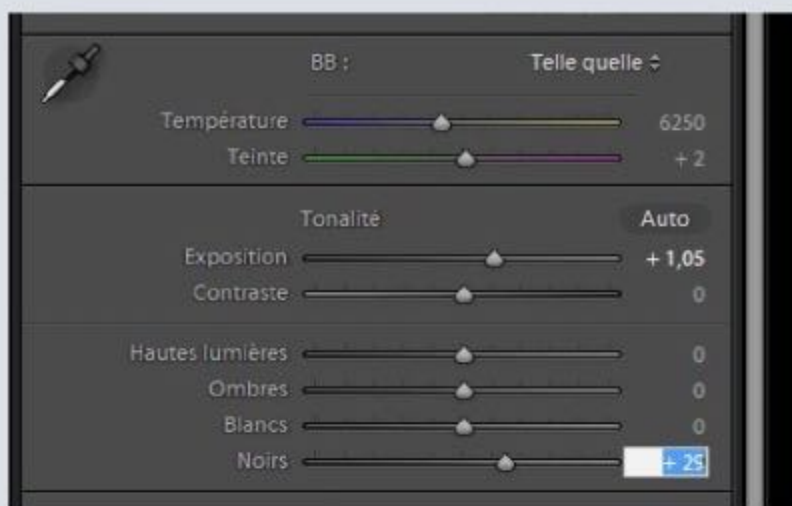 BB : Telle quelle
Température 6250
Teinte + 2
Tonalité Auto
Exposition + 1,05
Contraste 0
Hautes lumières 0
Ombres 0
Blancs 0
Noirs + 29